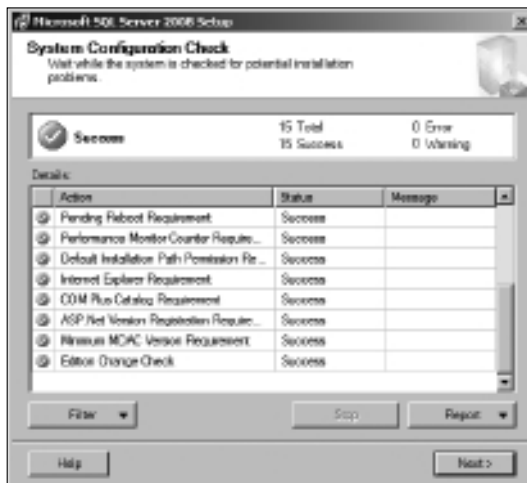 Microsoft SQL Server 2008 Setup
System Configuration Check
Wait while the system is checked for potential installation
problems.
Success
15 Total
0 Error
15 Success
0 Warning
Details:
Action Status Message
Pending Reboot Requirement Success
Performance Monitor Counter Require... Success
Default Installation Path Permission Re... Success
Internet Explorer Requirement Success
COM Plus Catalog Requirement Success
ASP.Net Version Registration Require... Success
Minimum MDAC Version Requirement Success
Edition Change Check Success
Filter Stop Report
Help Next >